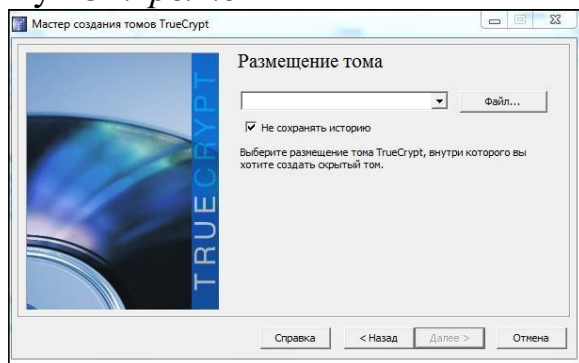 Мастер создания томов TrueCrypt
Размещение тома
Файл...
Не сохранять историю
Выберите размещение тома TrueCrypt, внутри которого вы
хотите создать скрытый том.
TRUECRYPT
Справка
< Назад
Далее >
Отмена